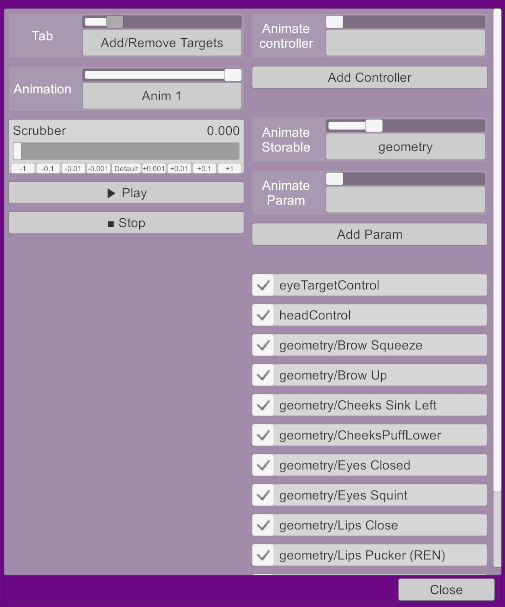 Tab
Add/Remove Targets
Animation
Anim 1
Scrubber 0.000
-1 -0.1 -0.01 -0.001 Default +0.001 +0.01 +0.1 +1
▶ Play
■ Stop
Animate
controller
Add Controller
Animate
Storable
geometry
Animate
Param
Add Param
eyeTargetControl
headControl
geometry/Brow Squeeze
geometry/Brow Up
geometry/Cheeks Sink Left
geometry/CheeksPuffLower
geometry/Eyes Closed
geometry/Eyes Squint
geometry/Lips Close
geometry/Lips Pucker (REN)
Close